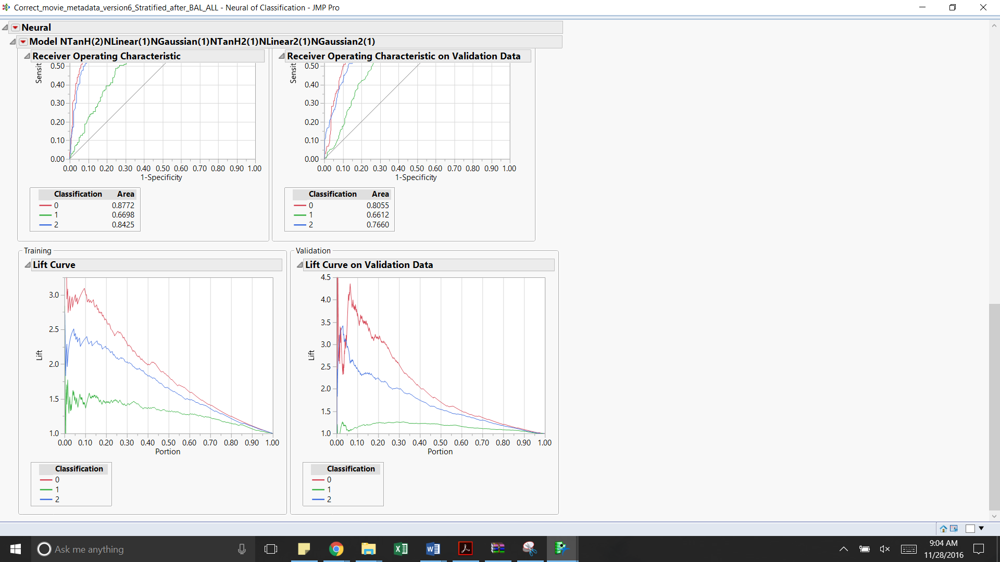 Correct_movie_metadata_version6_Stratified_after_BAL_ALL - Neural of Classification - JMP Pro
Neural
Model NTanH(2)NLinear(1)NGaussian(1)NTanH2(1)NLinear2(1)NGaussian2(1)
Receiver Operating Characteristic
Sensit
0.50
0.40
0.30
0.20
0.10
0.00
0.00 0.10 0.20 0.30 0.40 0.50 0.60 0.70 0.80 0.90 1.00
1-Specificity
Classification Area
0 0.8772
1 0.6698
2 0.8425
Receiver Operating Characteristic on Validation Data
Sensit
0.50
0.40
0.30
0.20
0.10
0.00
0.00 0.10 0.20 0.30 0.40 0.50 0.60 0.70 0.80 0.90 1.00
1-Specificity
Classification Area
0 0.8055
1 0.6612
2 0.7660
Training
Lift Curve
Lift
3.0
2.5
2.0
1.5
1.0
0.00 0.10 0.20 0.30 0.40 0.50 0.60 0.70 0.80 0.90 1.00
Portion
Classification
0
1
2
Validation
Lift Curve on Validation Data
Lift
4.5
4.0
3.5
3.0
2.5
2.0
1.5
1.0
0.00 0.10 0.20 0.30 0.40 0.50 0.60 0.70 0.80 0.90 1.00
Portion
Classification
0
1
2
Ask me anything
9:04 AM
11/28/2016